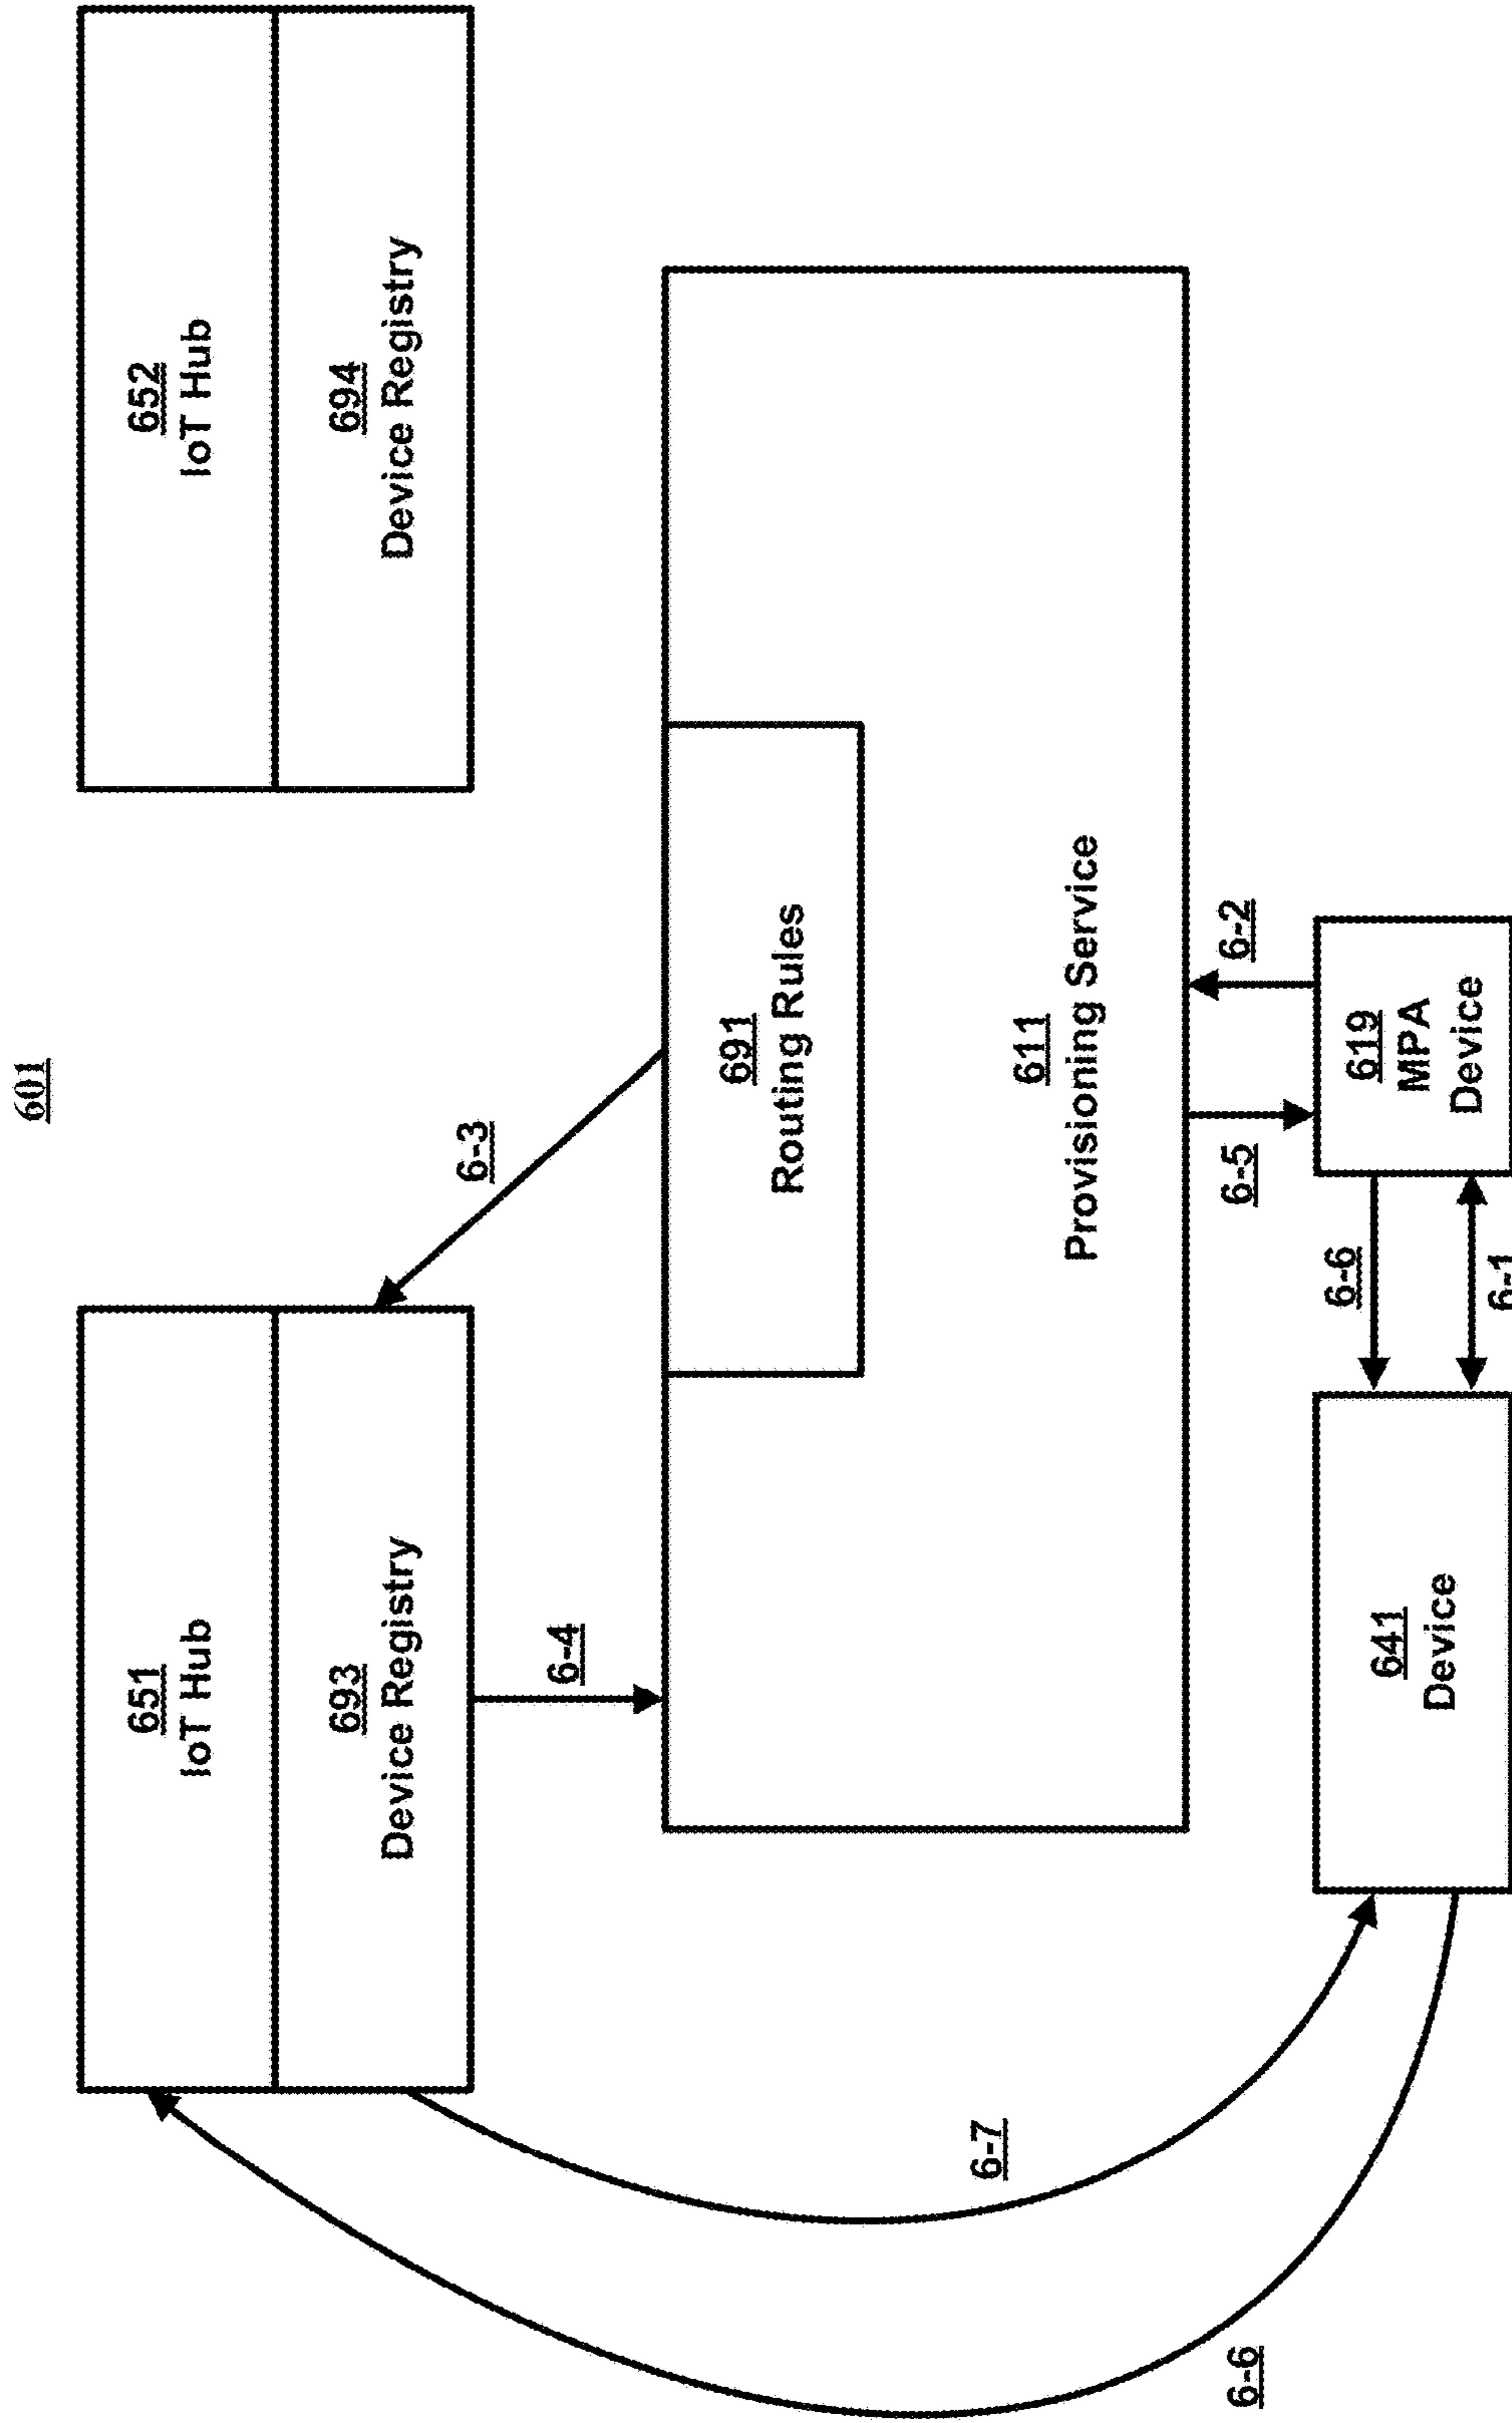 601
651
IoT Hub
693
Device Registry
652
IoT Hub
694
Device Registry
6-3
6-4
691
Routing Rules
611
Provisioning Service
6-7
6-6
6-5
6-2
641
Device
6-6
6-1
619
MPA
Device